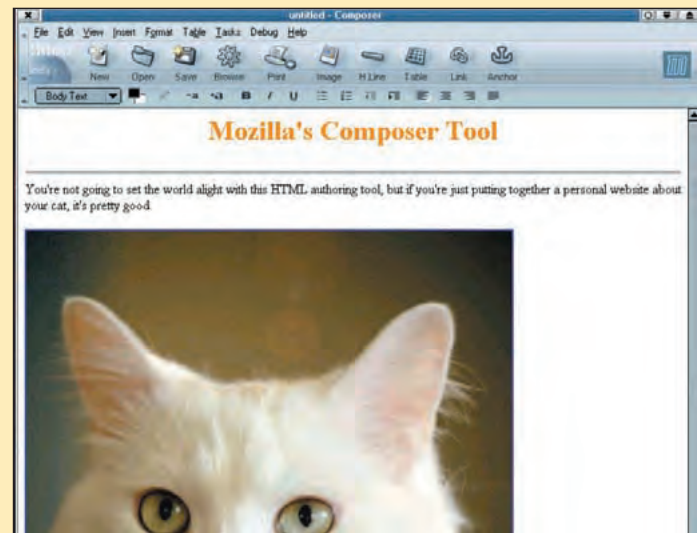 untitled - Composer
File Edit View Insert Format Table Tasks Debug Help
New Open Save Browse Print Image H.Line Table Link Anchor
Body Text
Mozilla's Composer Tool
You're not going to set the world alight with this HTML authoring tool, but if you're just putting together a personal website about
your cat, it's pretty good